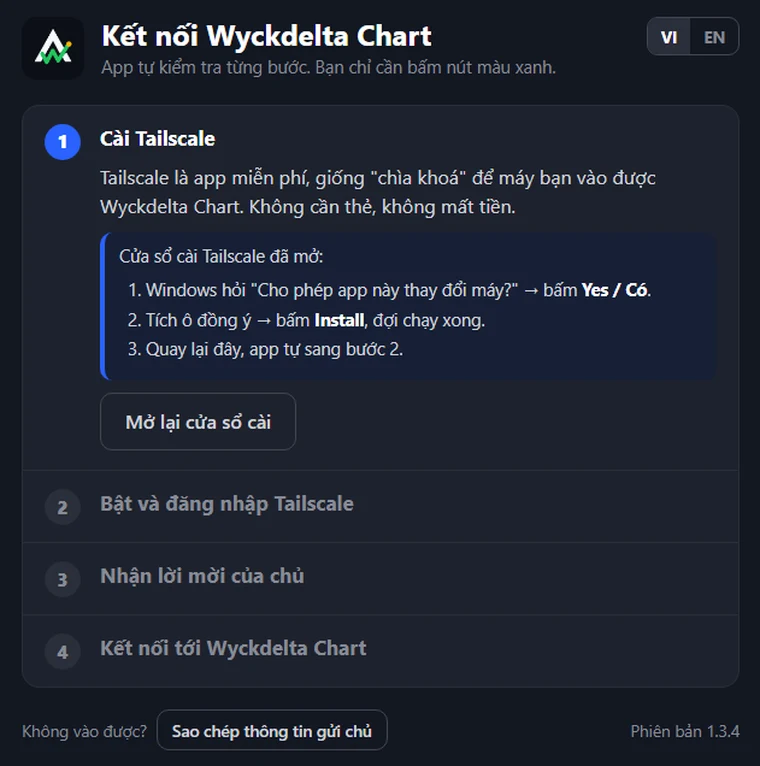 Kết nối Wyckdelta Chart
App tự kiểm tra từng bước. Bạn chỉ cần bấm nút màu xanh.
VI EN
1 Cài Tailscale
Tailscale là app miễn phí, giống "chìa khoá" để máy bạn vào được
Wyckdelta Chart. Không cần thẻ, không mất tiền.
Cửa sổ cài Tailscale đã mở:
1. Windows hỏi "Cho phép app này thay đổi máy?" → bấm Yes / Có.
2. Tích ô đồng ý → bấm Install, đợi chạy xong.
3. Quay lại đây, app tự sang bước 2.
Mở lại cửa sổ cài
2 Bật và đăng nhập Tailscale
3 Nhận lời mời của chủ
4 Kết nối tới Wyckdelta Chart
Không vào được? Sao chép thông tin gửi chủ Phiên bản 1.3.4